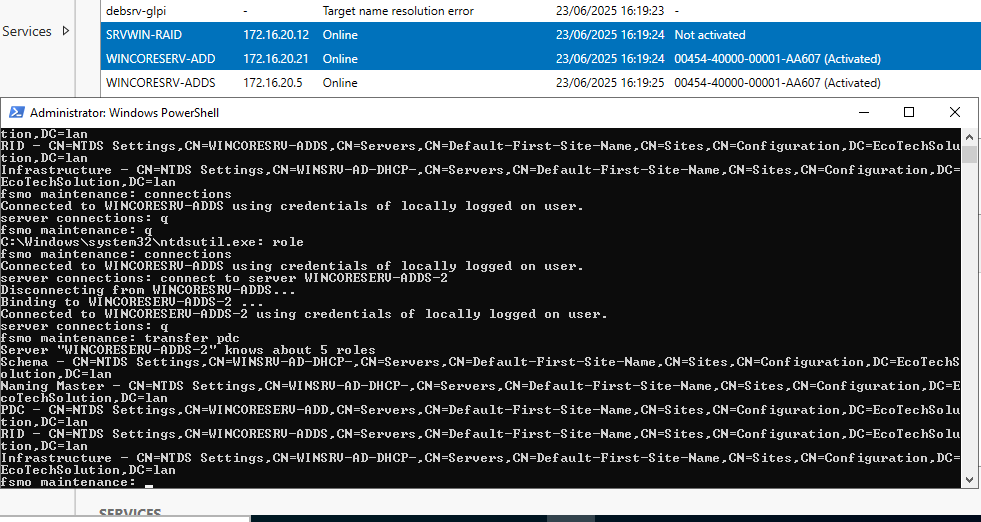 debsrv-glpi - Target name resolution error 23/06/2025 16:19:23 -
Services
SRVWIN-RAID 172.16.20.12 Online 23/06/2025 16:19:24 Not activated
WINCORESERV-ADD 172.16.20.21 Online 23/06/2025 16:19:24 00454-40000-00001-AA607 (Activated)
WINCORESRV-ADDS 172.16.20.5 Online 23/06/2025 16:19:25 00454-40000-00001-AA607 (Activated)
Administrator: Windows PowerShell
tion,DC=lan
RID - CN=NTDS Settings,CN=WINCORESRV-ADDS,CN=Servers,CN=Default-First-Site-Name,CN=Sites,CN=Configuration,DC=EcoTechSolu
tion,DC=lan
Infrastructure - CN=NTDS Settings,CN=WINSRV-AD-DHCP-,CN=Servers,CN=Default-First-Site-Name,CN=Sites,CN=Configuration,DC=
EcoTechSolution,DC=lan
fsmo maintenance: connections
Connected to WINCORESRV-ADDS using credentials of locally logged on user.
server connections: q
fsmo maintenance: q
C:\Windows\system32\ntdsutil.exe: role
fsmo maintenance: connections
Connected to WINCORESRV-ADDS using credentials of locally logged on user.
server connections: connect to server WINCORESERV-ADDS-2
Disconnecting from WINCORESRV-ADDS...
Binding to WINCORESERV-ADDS-2 ...
Connected to WINCORESERV-ADDS-2 using credentials of locally logged on user.
server connections: q
fsmo maintenance: transfer pdc
Server "WINCORESERV-ADDS-2" knows about 5 roles
Schema - CN=NTDS Settings,CN=WINSRV-AD-DHCP-,CN=Servers,CN=Default-First-Site-Name,CN=Sites,CN=Configuration,DC=EcoTechS
olution,DC=lan
Naming Master - CN=NTDS Settings,CN=WINSRV-AD-DHCP-,CN=Servers,CN=Default-First-Site-Name,CN=Sites,CN=Configuration,DC=E
coTechSolution,DC=lan
PDC - CN=NTDS Settings,CN=WINCORESERV-ADD,CN=Servers,CN=Default-First-Site-Name,CN=Sites,CN=Configuration,DC=EcoTechSolu
tion,DC=lan
RID - CN=NTDS Settings,CN=WINCORESRV-ADDS,CN=Servers,CN=Default-First-Site-Name,CN=Sites,CN=Configuration,DC=EcoTechSolu
tion,DC=lan
Infrastructure - CN=NTDS Settings,CN=WINSRV-AD-DHCP-,CN=Servers,CN=Default-First-Site-Name,CN=Sites,CN=Configuration,DC=
EcoTechSolution,DC=lan
fsmo maintenance: _
SERVICES